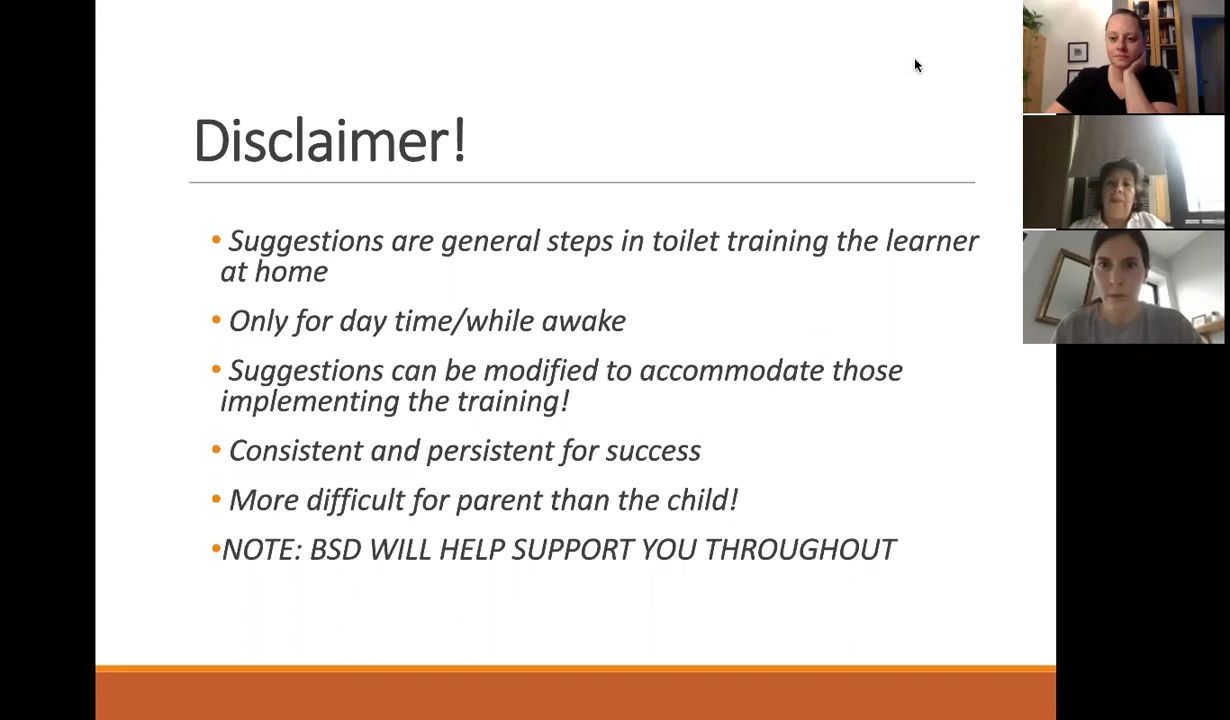 Disclaimer!
• Suggestions are general steps in toilet training the learner
at home
• Only for day time/while awake
• Suggestions can be modified to accommodate those
implementing the training!
• Consistent and persistent for success
• More difficult for parent than the child!
•NOTE: BSD WILL HELP SUPPORT YOU THROUGHOUT